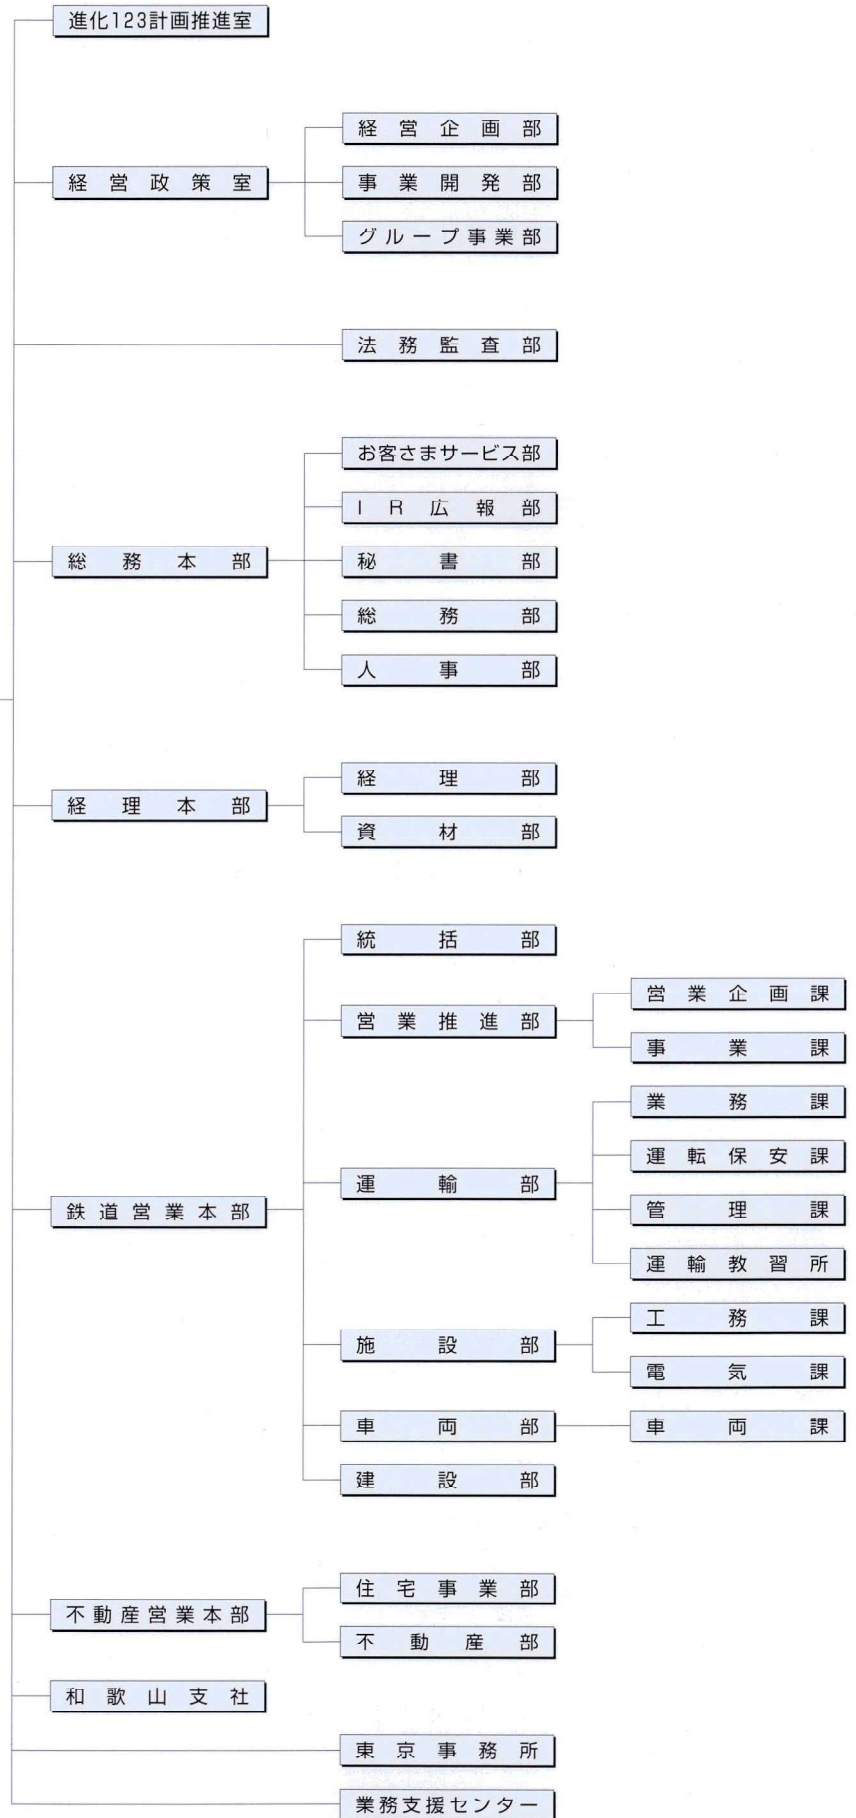 進化123計画推進室
経営企画部
経営政策室
事業開発部
グループ事業部
法務監査部
お客さまサービス部
IR広報部
総務本部
秘書部
総務部
人事部
経理部
経理本部
資材部
統括部
営業企画課
営業推進部
事業課
業務課
運転保安課
運輸部
管理課
鉄道営業本部
運輸教習所
工務課
施設部
電気課
車両部
車両課
建設部
住宅事業部
不動産営業本部
不動産部
和歌山支社
東京事務所
業務支援センター